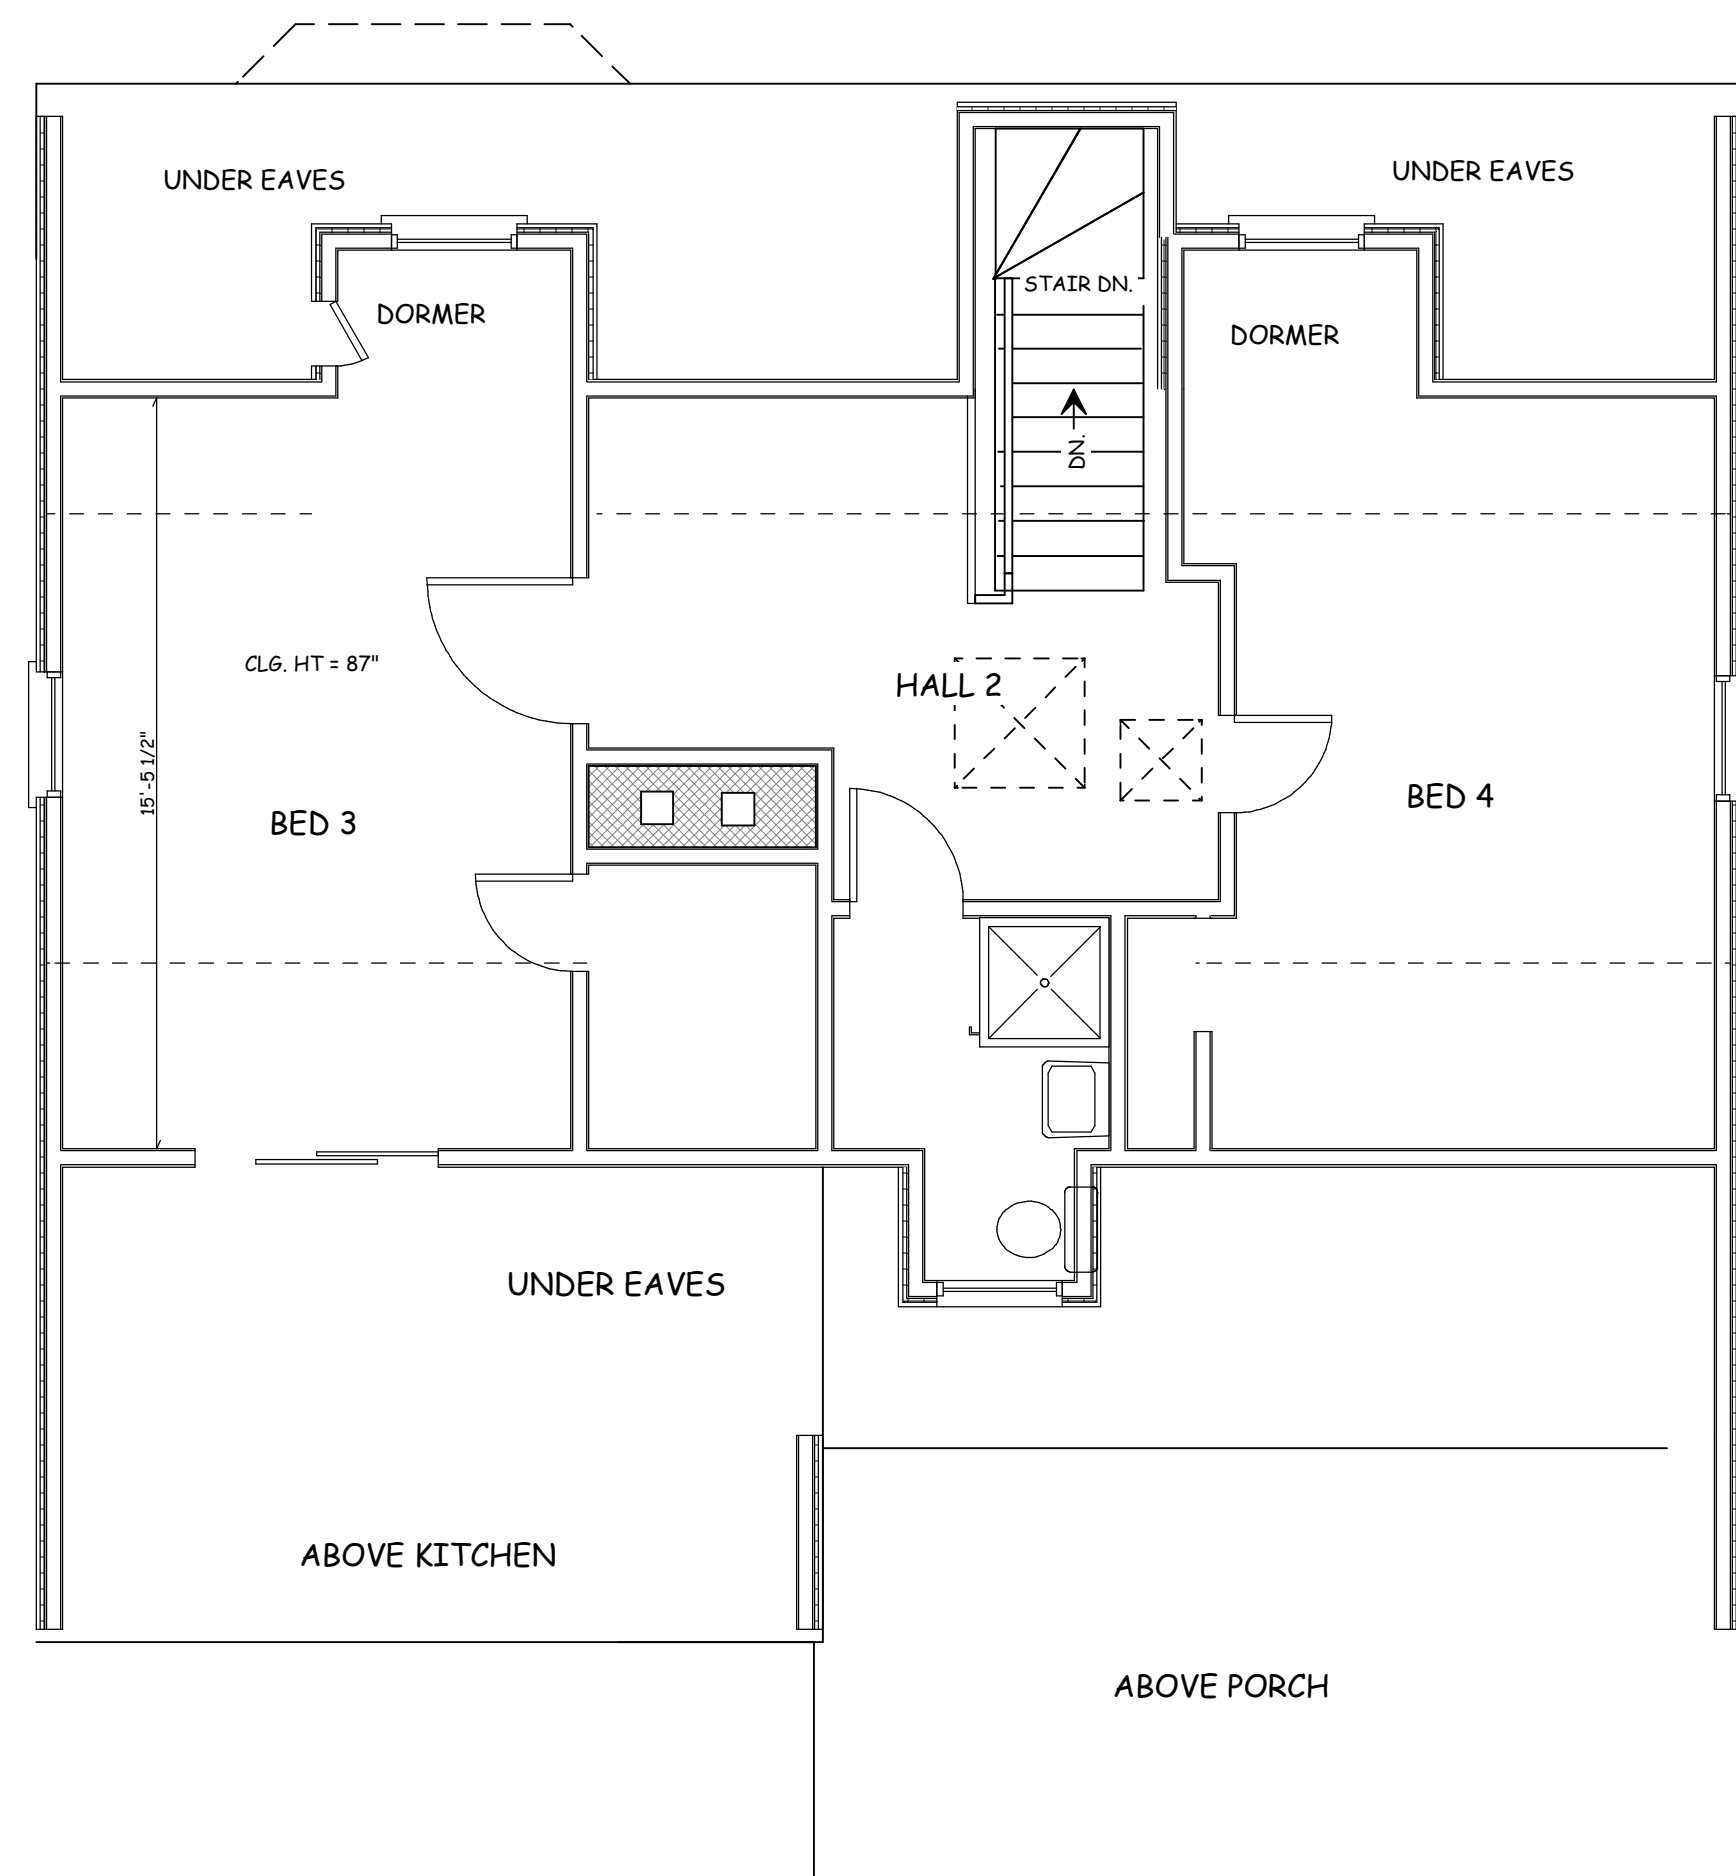 UNDER EAVES
UNDER EAVES
DORMER
STAIR DN.
DORMER
DN.
CLG. HT = 87"
HALL 2
15'-5 1/2"
BED 3
BED 4
UNDER EAVES
ABOVE KITCHEN
ABOVE PORCH